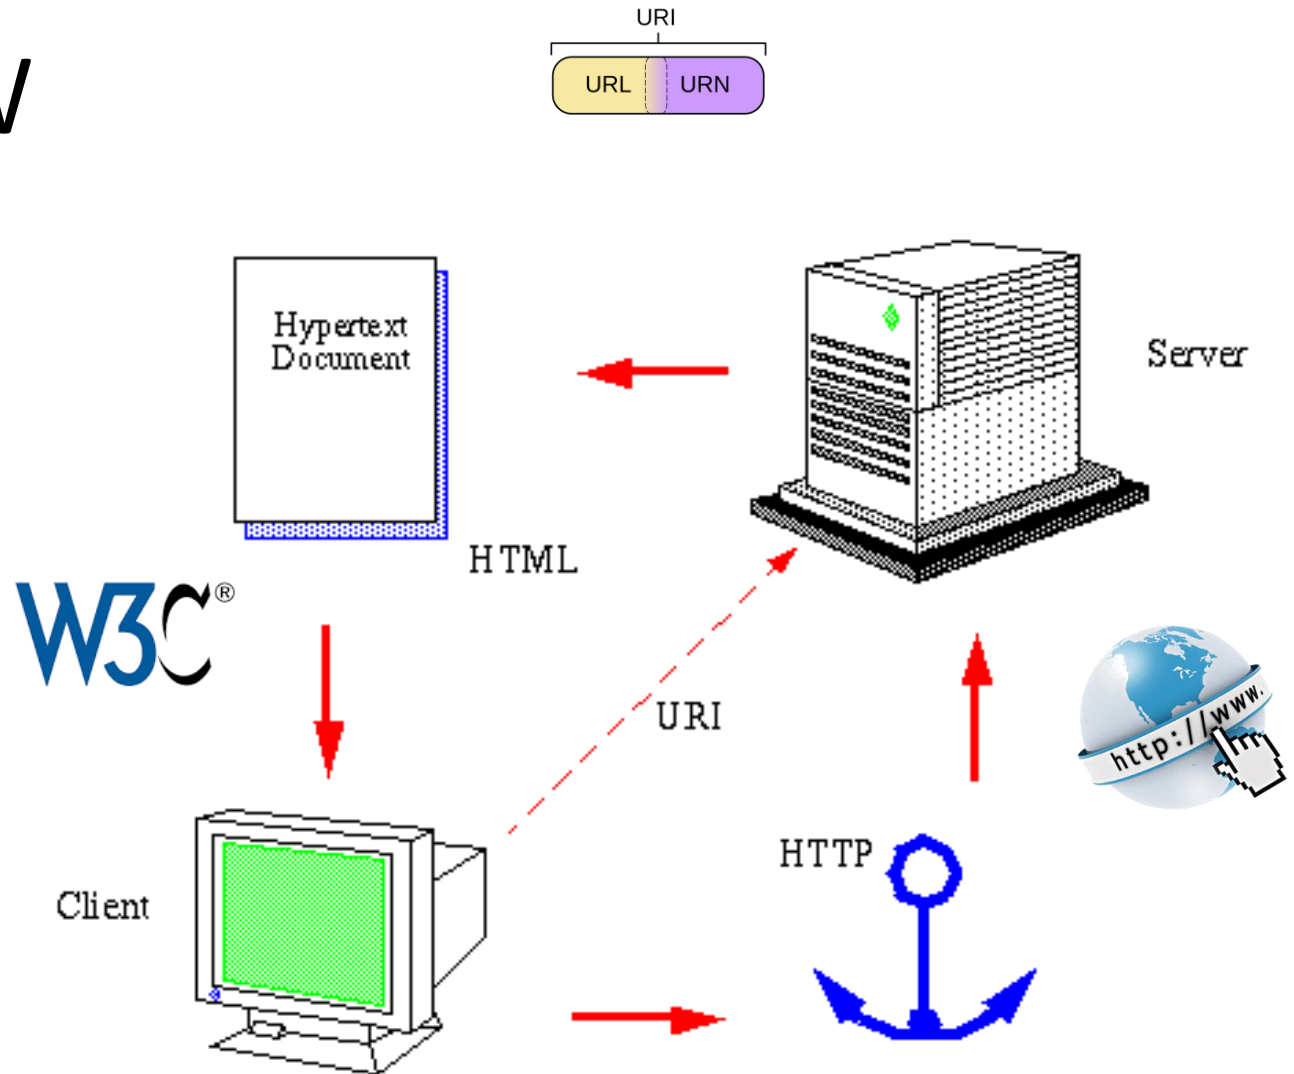 URI
URL URN
Hypertext
Document
Server
HTML
W3C®
URI
http://www.
HTTP
Client